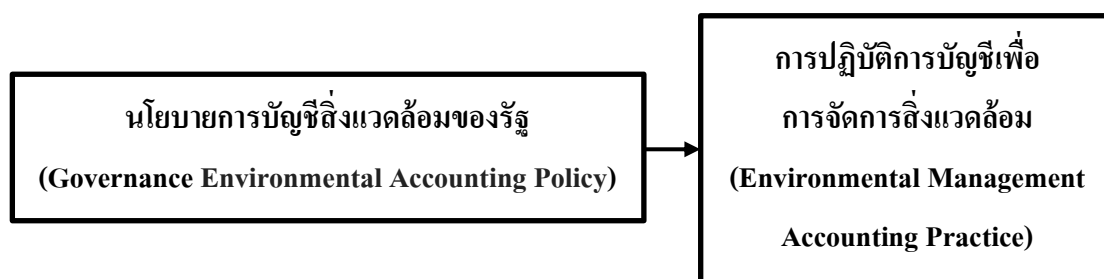 นโยบายการบัญชีสิ่งแวดล้อมของรัฐ
(Governance Environmental Accounting Policy)
การปฏิบัติการบัญชีเพื่อ
การจัดการสิ่งแวดล้อม
(Environmental Management
Accounting Practice)